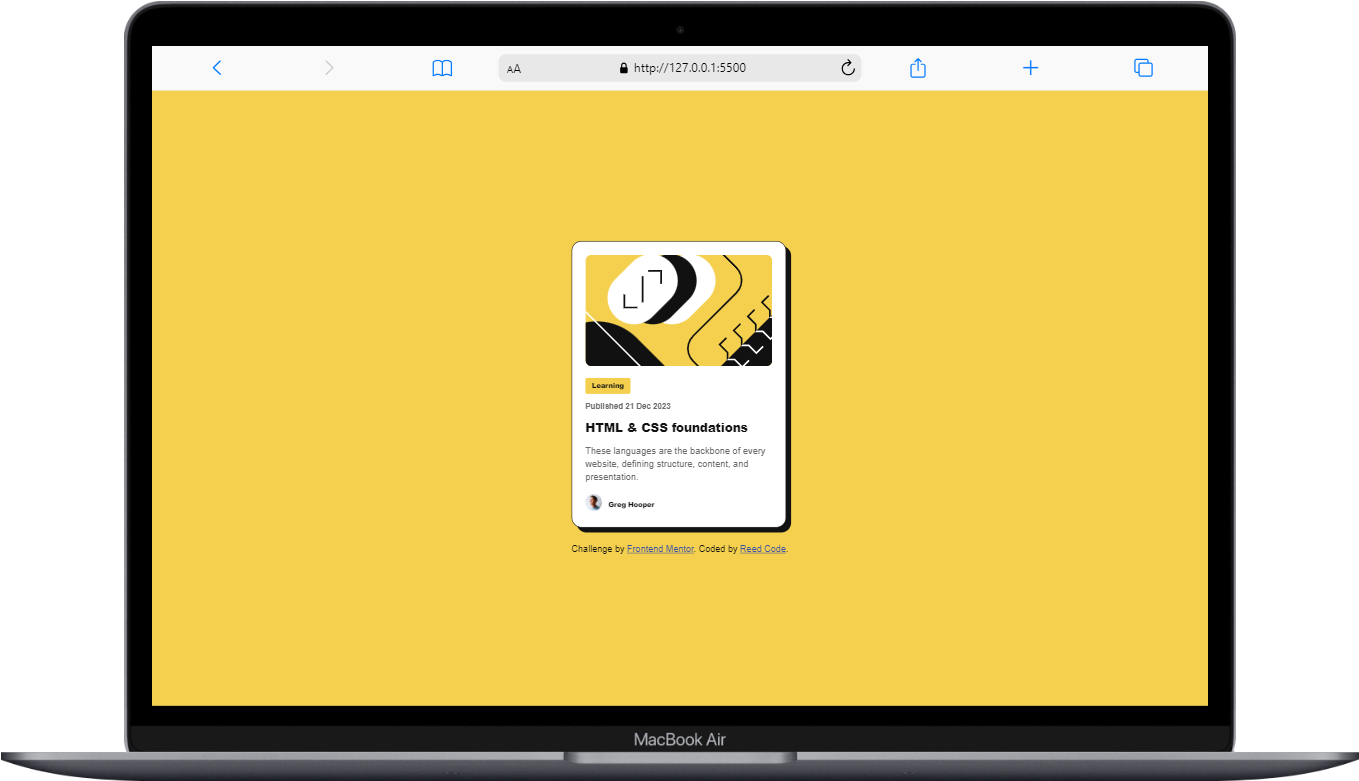 AA
http://127.0.0.1:5500
Learning
Published 21 Dec 2023
HTML & CSS foundations
These languages are the backbone of every
website, defining structure, content, and
presentation.
Greg Hooper
Challenge by Frontend Mentor. Coded by Reed Code.
MacBook Air